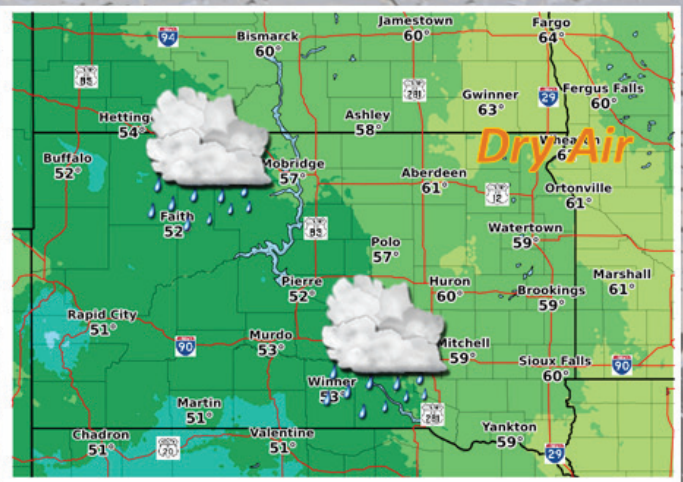 Jamestown
60°
Fargo
64°
94
Bismarck
60°
83
281
Gwinner
63°
29
Fergus Falls
60°
Hetting
54°
Ashley
58°
Dry Air
Buffalo
52°
Mobridge
57°
Aberdeen
61°
12
Ortonville
61°
Faith
52
83
Polo
57°
Watertown
59°
Pierre
52°
Huron
60°
Brookings
59°
Marshall
61°
Rapid City
51°
90
Murdo
53°
Mitchell
59°
Sioux Falls
60°
90
Winner
53°
Martin
51°
281
Chadron
51°
20
Valentine
51°
Yankton
59°
29